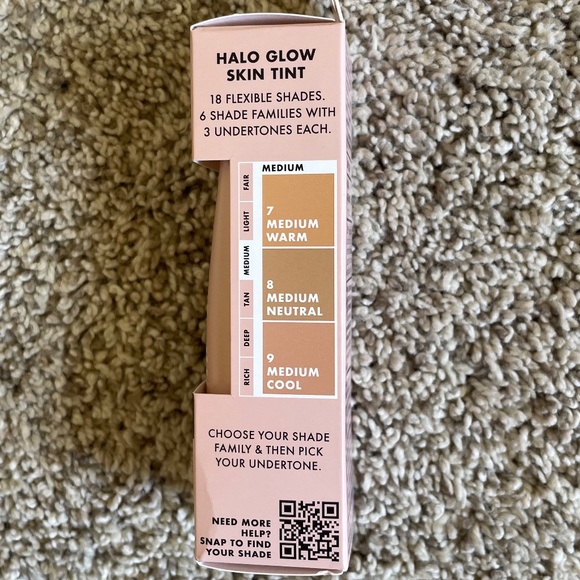 HALO GLOW
SKIN TINT
18 FLEXIBLE SHADES.
6 SHADE FAMILIES WITH
3 UNDERTONES EACH.
MEDIUM
FAIR
LIGHT
MEDIUM
TAN
DEEP
RICH
7
MEDIUM
WARM
8
MEDIUM
NEUTRAL
9
MEDIUM
COOL
CHOOSE YOUR SHADE
FAMILY & THEN PICK
YOUR UNDERTONE.
NEED MORE
HELP?
SNAP TO FIND
YOUR SHADE